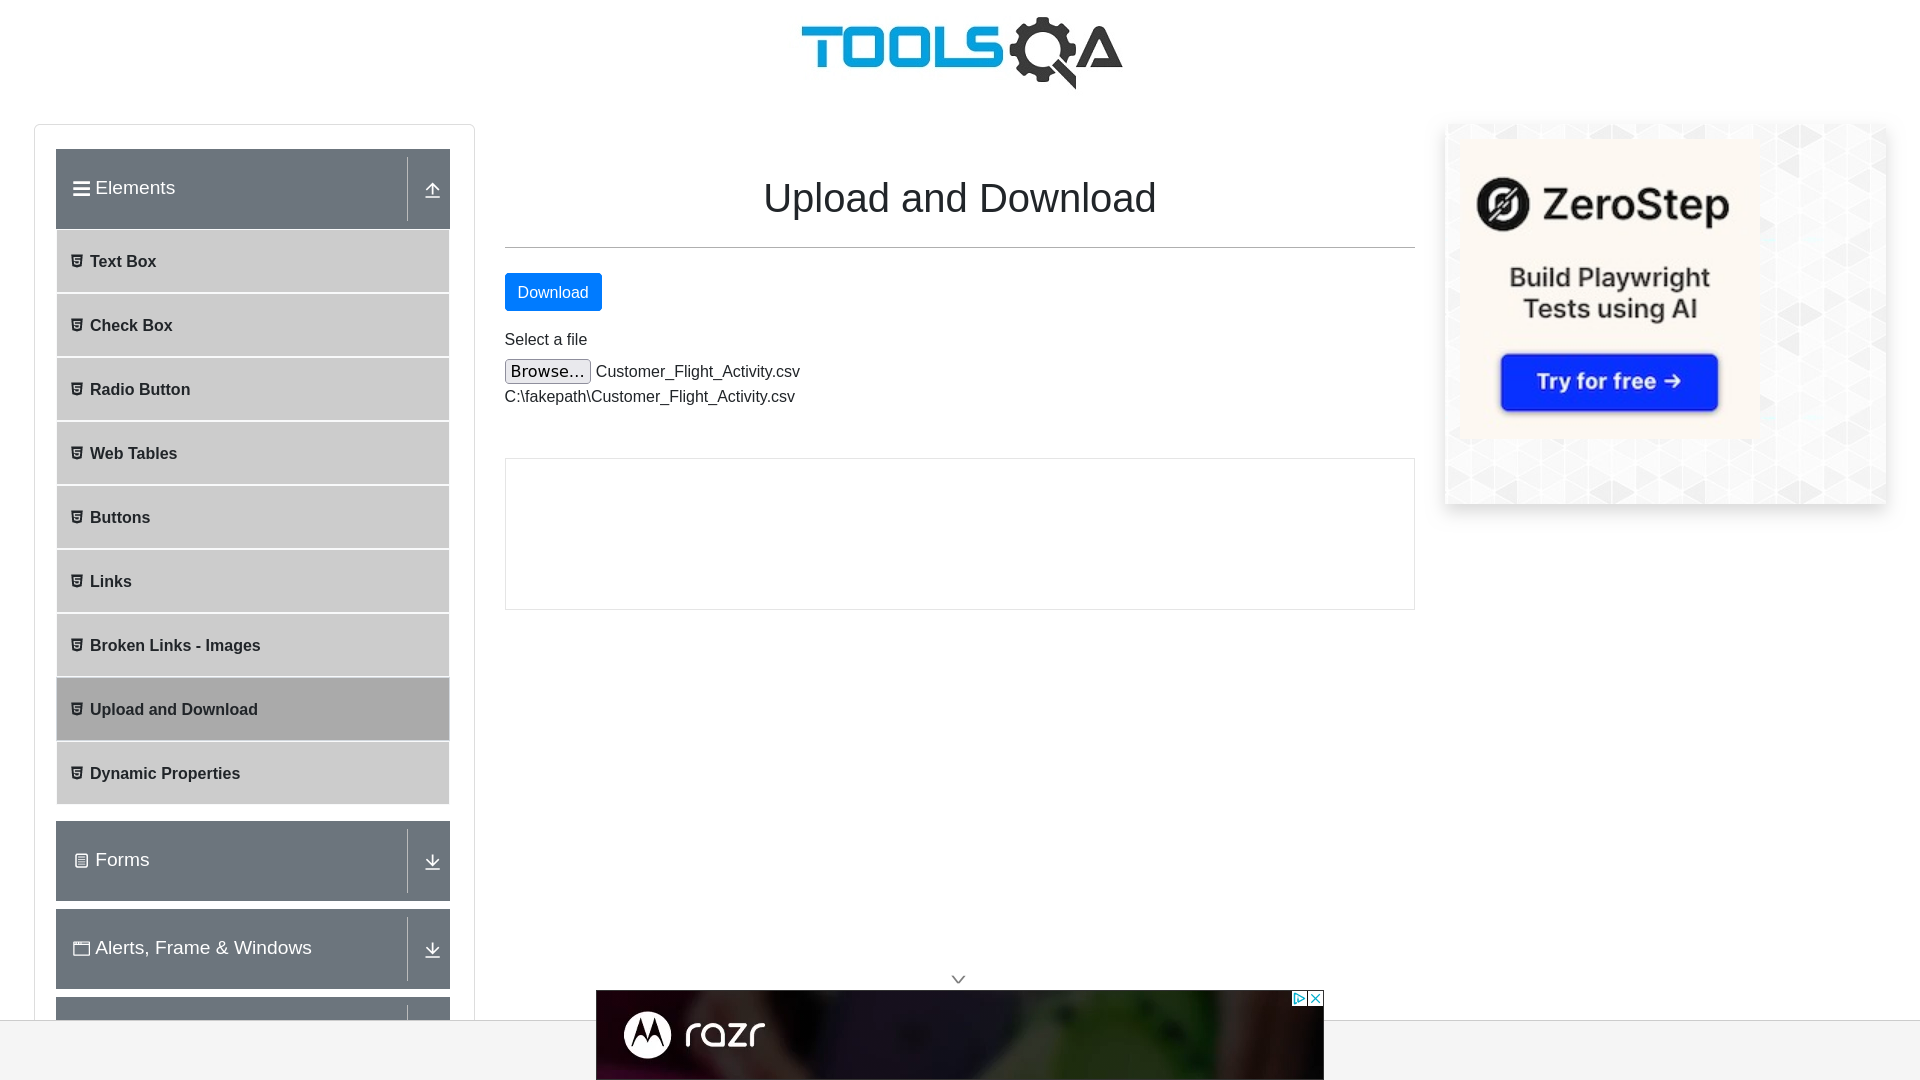 TOOLSQA
Elements
Text Box
Check Box
Radio Button
Web Tables
Buttons
Links
Broken Links - Images
Upload and Download
Dynamic Properties
Forms
Alerts, Frame & Windows
Upload and Download
Download
Select a file
Browse... Customer_Flight_Activity.csv
C:\fakepath\Customer_Flight_Activity.csv
ZeroStep
Build Playwright
Tests using AI
Try for free →
razr